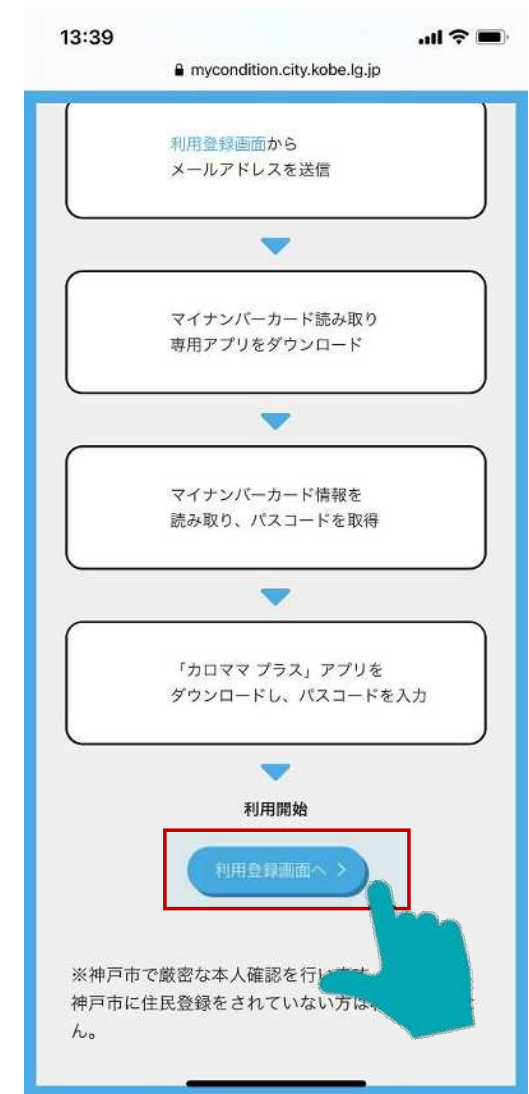 13:39
mycondition.city.kobe.lg.jp
利用登録画面から
メールアドレスを送信
マイナンバーカード読み取り
専用アプリをダウンロード
マイナンバーカード情報を
読み取り、パスコードを取得
「カロママ プラス」アプリを
ダウンロードし、パスコードを入力
利用開始
利用登録画面へ >
※神戸市で厳密な本人確認を行い
神戸市に住民登録をされていない方は
ん。